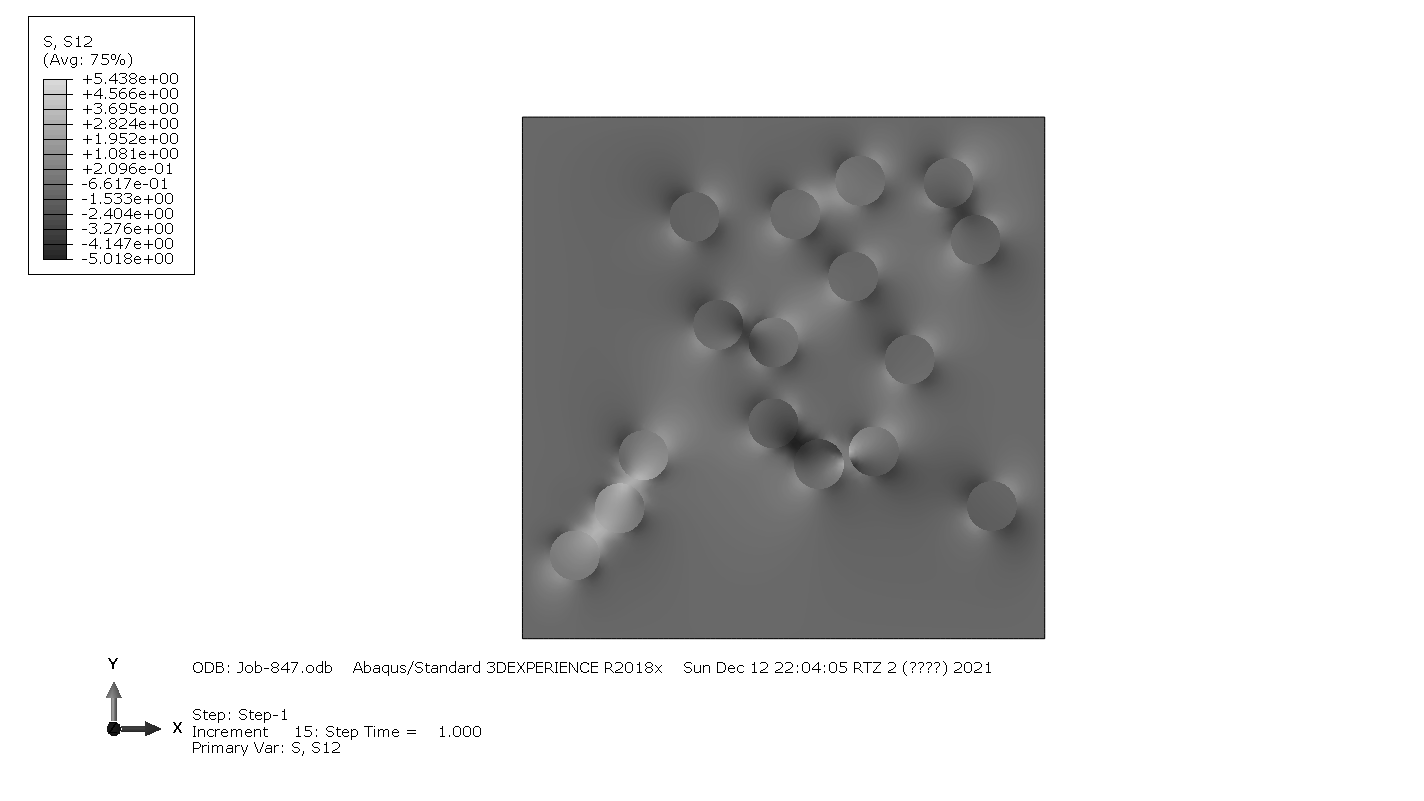 S, S12
(Avg: 75%)
+5.438e+00
+4.566e+00
+3.695e+00
+2.824e+00
+1.952e+00
+1.081e+00
+2.096e-01
-6.617e-01
-1.533e+00
-2.404e+00
-3.276e+00
-4.147e+00
-5.018e+00
Y
X
ODB: Job-847.odb Abaqus/Standard 3DEXPERIENCE R2018x Sun Dec 12 22:04:05 RTZ 2 (????) 2021
Step: Step-1
Increment 15: Step Time = 1.000
Primary Var: S, S12